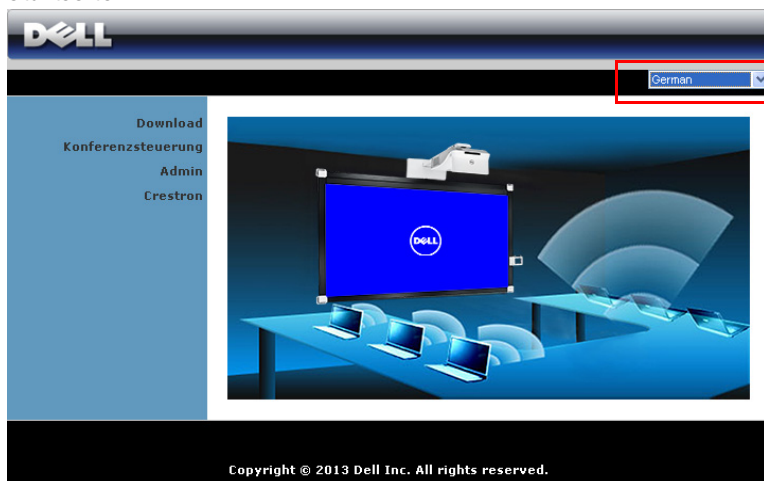 DELL
German
Download
Konferenzsteuerung
Admin
Crestron
DELL
Copyright © 2013 Dell Inc. All rights reserved.